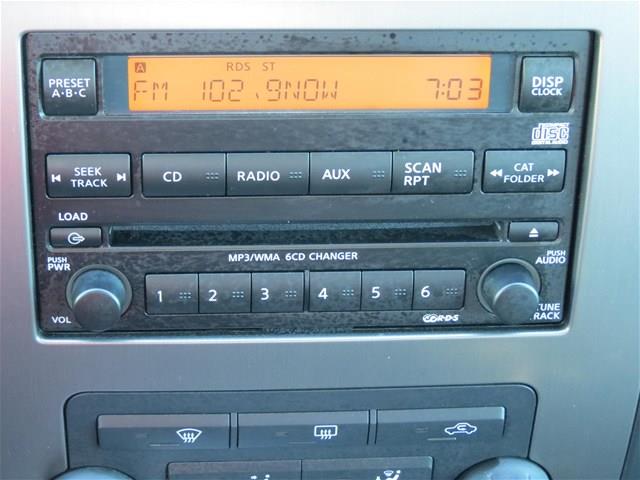 PRESET
A·B·C
A
RDS ST
FM 102.9NOW 7:03
DISP
CLOCK
disc
DIGITAL AUDIO
SEEK
TRACK
CD
RADIO
AUX
SCAN
RPT
CAT
FOLDER
LOAD
MP3/WMA 6CD CHANGER
PUSH
PWR
VOL
1
2
3
4
5
6
PUSH
AUDIO
TUNE
TRACK
R·D·S